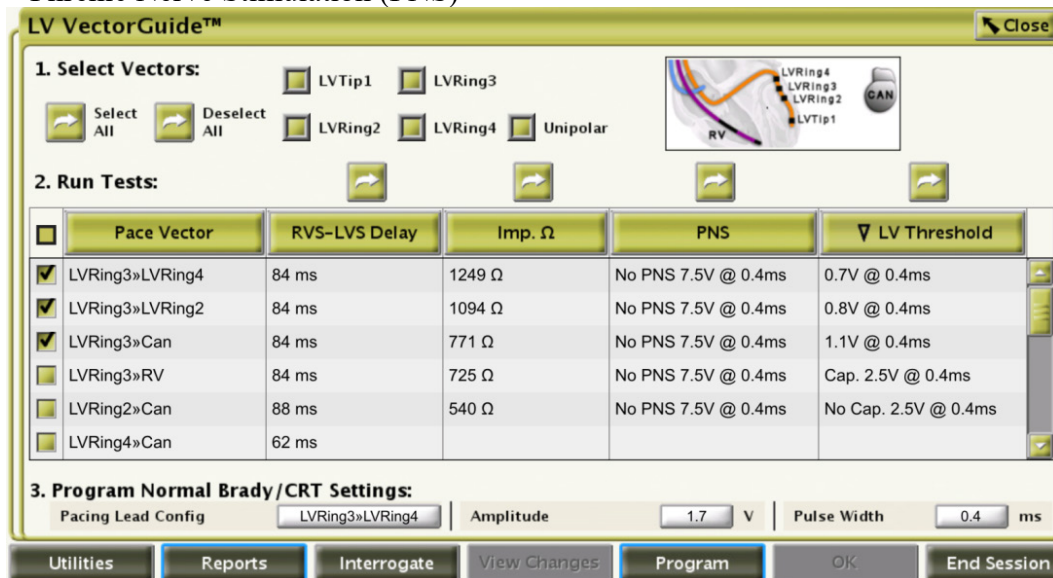 Phrenic Nerve Stimulation (PNS)
LV VectorGuide™ Close
1. Select Vectors:
LVTip1 LVRing3
Select All Deselect All
LVRing2 LVRing4 Unipolar
LVRing4
LVRing3
LVRing2
LVTip1
RV
CAN
2. Run Tests:
Pace Vector RVS-LVS Delay Imp. Ω PNS ∇ LV Threshold
LVRing3»LVRing4 84 ms 1249 Ω No PNS 7.5V @ 0.4ms 0.7V @ 0.4ms
LVRing3»LVRing2 84 ms 1094 Ω No PNS 7.5V @ 0.4ms 0.8V @ 0.4ms
LVRing3»Can 84 ms 771 Ω No PNS 7.5V @ 0.4ms 1.1V @ 0.4ms
LVRing3»RV 84 ms 725 Ω No PNS 7.5V @ 0.4ms Cap. 2.5V @ 0.4ms
LVRing2»Can 88 ms 540 Ω No PNS 7.5V @ 0.4ms No Cap. 2.5V @ 0.4ms
LVRing4»Can 62 ms
3. Program Normal Brady/CRT Settings:
Pacing Lead Config LVRing3»LVRing4 Amplitude 1.7 V Pulse Width 0.4 ms
Utilities Reports Interrogate View Changes Program OK End Session